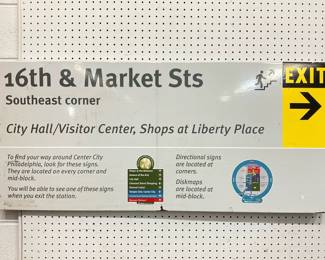 16th & Market Sts
EXIT
Southeast corner
City Hall/Visitor Center, Shops at Liberty Place
To find your way around Center City
Philadelphia, look for these signs.
They are located on every corner and
mid-block.
You will be able to see one of these signs
when you exit the station.
Directional signs
are located at
corners.
Diskmaps
are located at
mid-block.